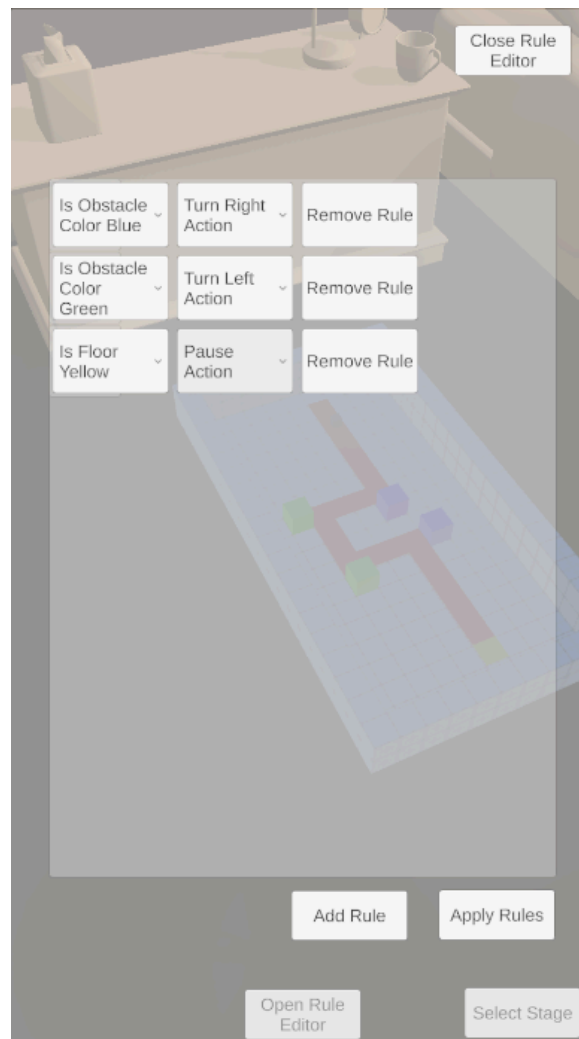 Close Rule
Editor
Is Obstacle
Color Blue
Turn Right
Action
Remove Rule
Is Obstacle
Color
Green
Turn Left
Action
Remove Rule
Is Floor
Yellow
Pause
Action
Remove Rule
Add Rule
Apply Rules
Open Rule
Editor
Select Stage